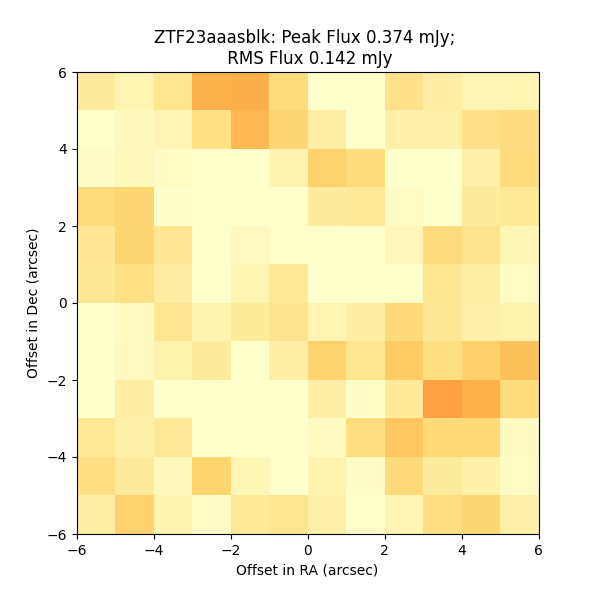 ZTF23aaasblk: Peak Flux 0.374 mJy;
RMS Flux 0.142 mJy
6
4
2
0
−2
−4
−6
Offset in Dec (arcsec)
−6 −4 −2 0 2 4 6
Offset in RA (arcsec)